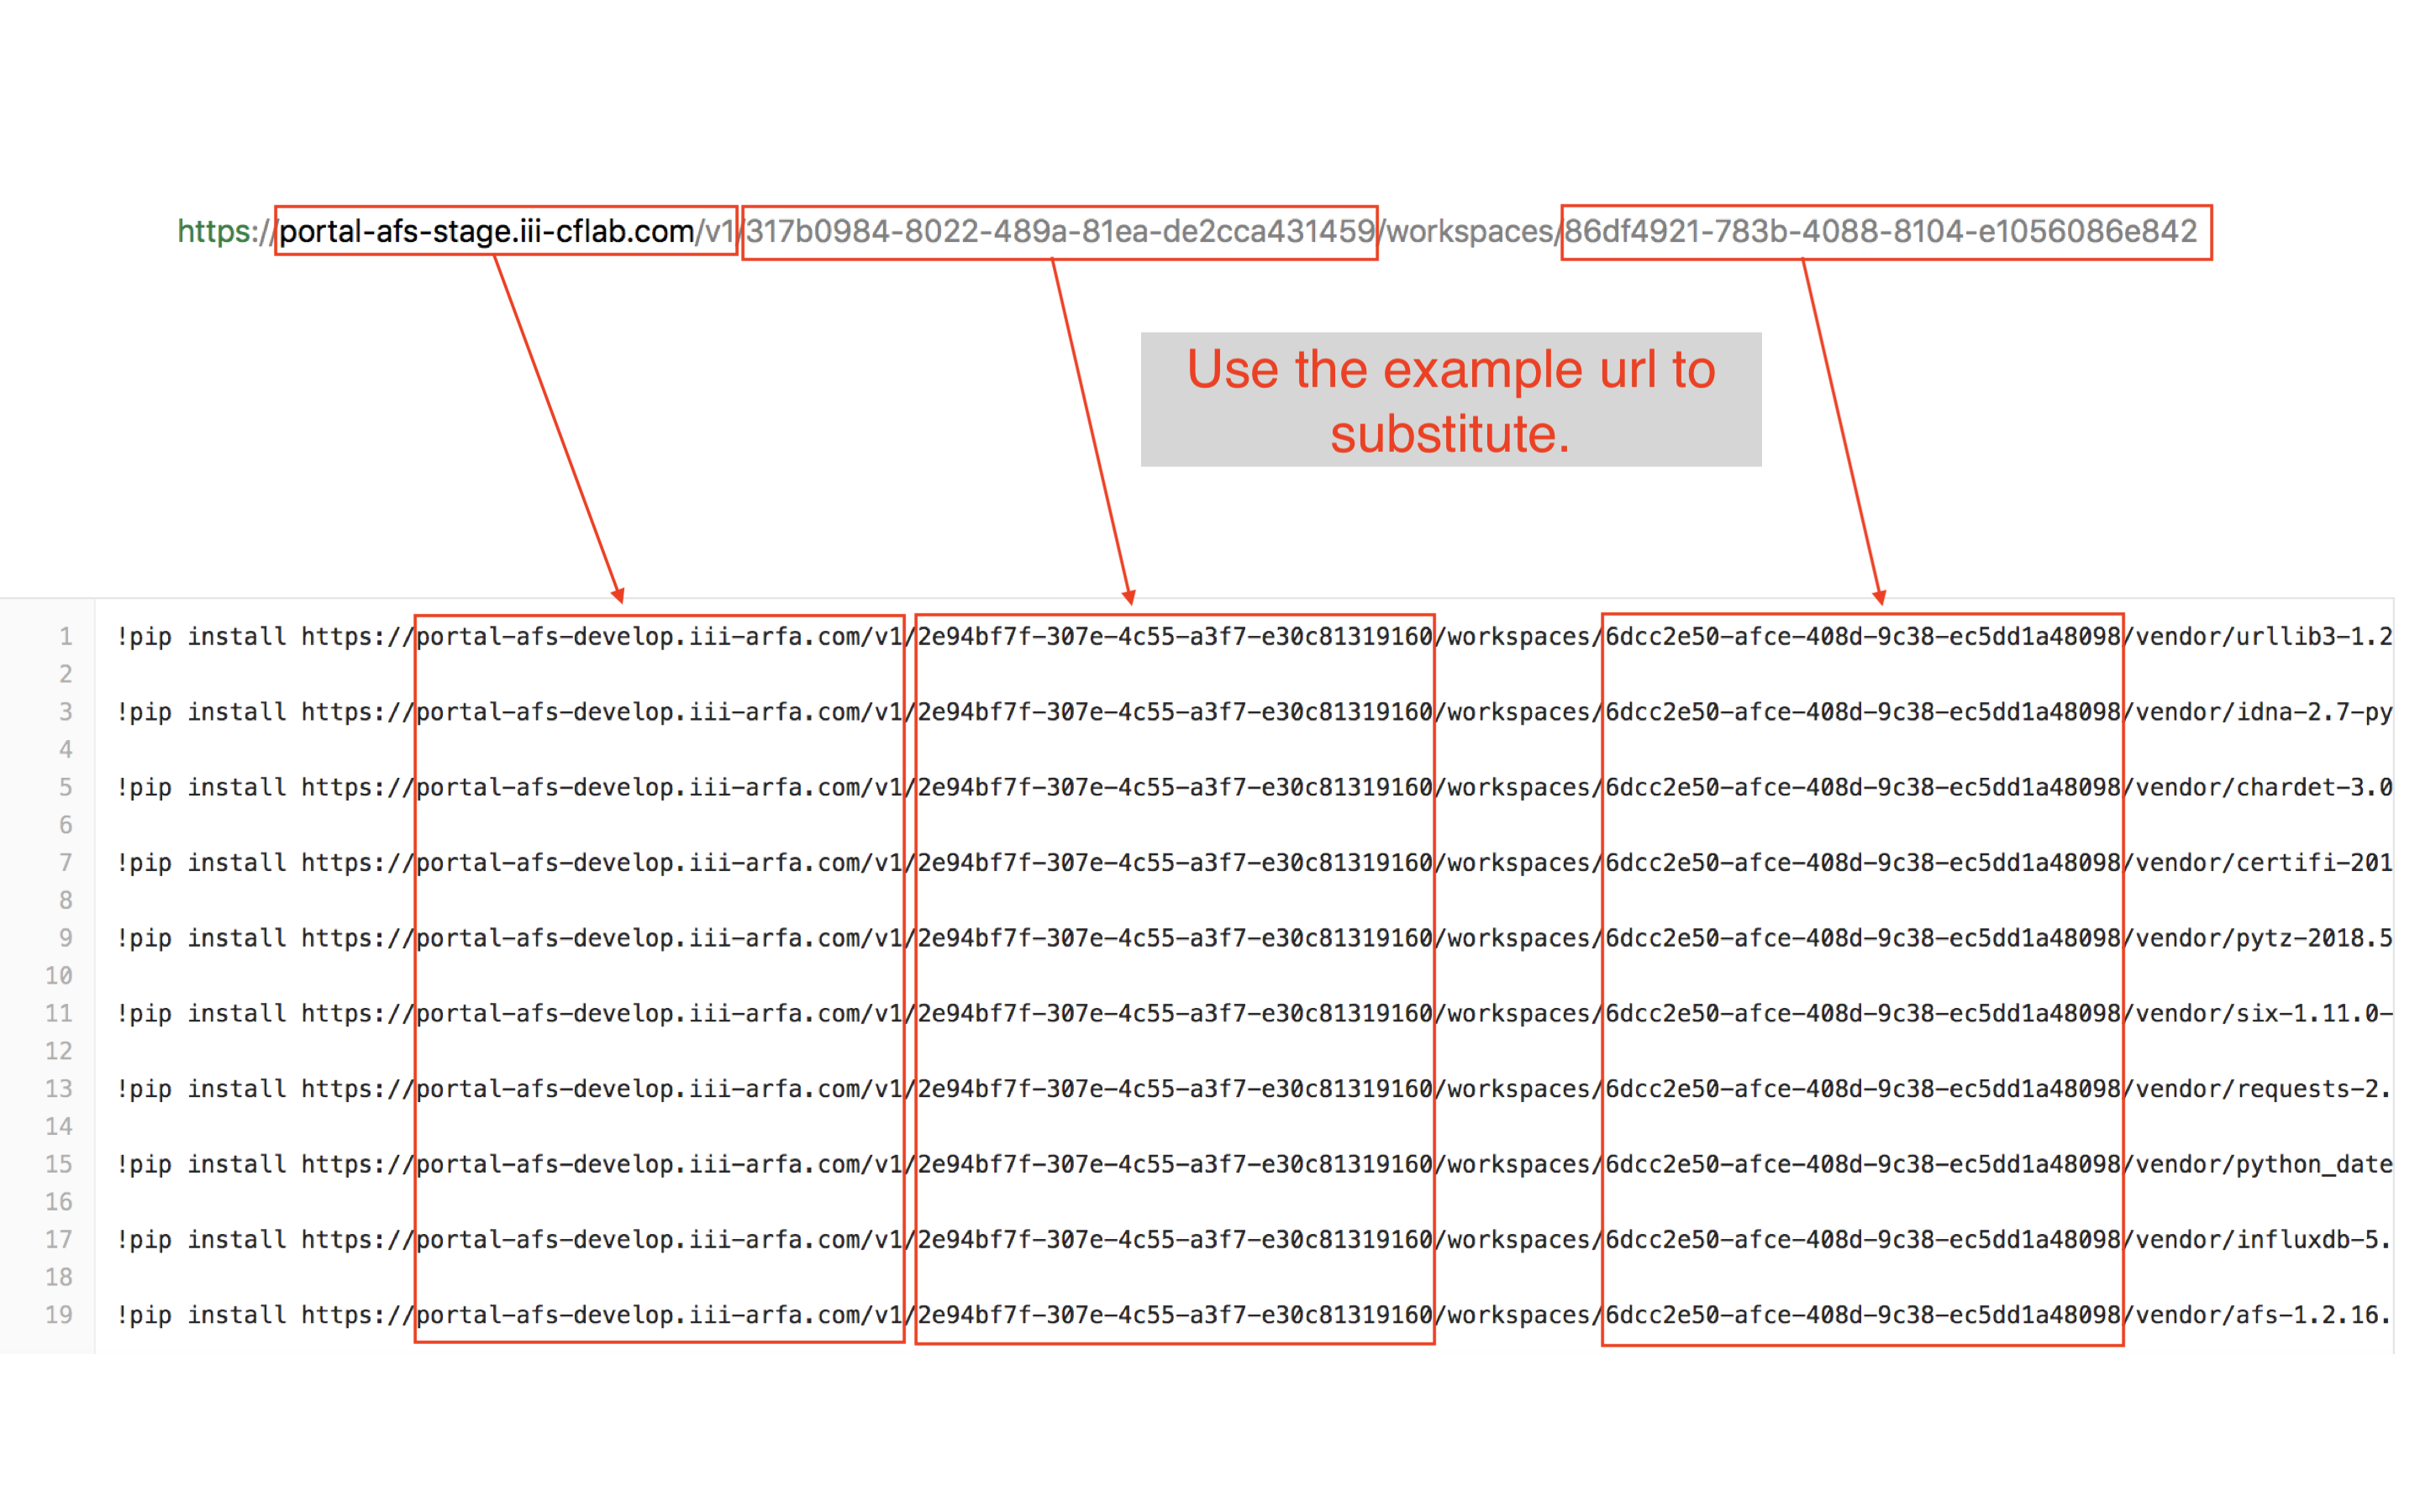 https://portal-afs-stage.iii-cflab.com/v1/317b0984-8022-489a-81ea-de2cca431459/workspaces/86df4921-783b-4088-8104-e1056086e842
Use the example url to
substitute.
1 !pip install https://portal-afs-develop.iii-arfa.com/v1/2e94bf7f-307e-4c55-a3f7-e30c81319160/workspaces/6dcc2e50-afce-408d-9c38-ec5dd1a48098/vendor/urllib3-1.2
2
3 !pip install https://portal-afs-develop.iii-arfa.com/v1/2e94bf7f-307e-4c55-a3f7-e30c81319160/workspaces/6dcc2e50-afce-408d-9c38-ec5dd1a48098/vendor/idna-2.7-py
4
5 !pip install https://portal-afs-develop.iii-arfa.com/v1/2e94bf7f-307e-4c55-a3f7-e30c81319160/workspaces/6dcc2e50-afce-408d-9c38-ec5dd1a48098/vendor/chardet-3.0
6
7 !pip install https://portal-afs-develop.iii-arfa.com/v1/2e94bf7f-307e-4c55-a3f7-e30c81319160/workspaces/6dcc2e50-afce-408d-9c38-ec5dd1a48098/vendor/certifi-201
8
9 !pip install https://portal-afs-develop.iii-arfa.com/v1/2e94bf7f-307e-4c55-a3f7-e30c81319160/workspaces/6dcc2e50-afce-408d-9c38-ec5dd1a48098/vendor/pytz-2018.5
10
11 !pip install https://portal-afs-develop.iii-arfa.com/v1/2e94bf7f-307e-4c55-a3f7-e30c81319160/workspaces/6dcc2e50-afce-408d-9c38-ec5dd1a48098/vendor/six-1.11.0-
12
13 !pip install https://portal-afs-develop.iii-arfa.com/v1/2e94bf7f-307e-4c55-a3f7-e30c81319160/workspaces/6dcc2e50-afce-408d-9c38-ec5dd1a48098/vendor/requests-2.
14
15 !pip install https://portal-afs-develop.iii-arfa.com/v1/2e94bf7f-307e-4c55-a3f7-e30c81319160/workspaces/6dcc2e50-afce-408d-9c38-ec5dd1a48098/vendor/python_date
16
17 !pip install https://portal-afs-develop.iii-arfa.com/v1/2e94bf7f-307e-4c55-a3f7-e30c81319160/workspaces/6dcc2e50-afce-408d-9c38-ec5dd1a48098/vendor/influxdb-5.
18
19 !pip install https://portal-afs-develop.iii-arfa.com/v1/2e94bf7f-307e-4c55-a3f7-e30c81319160/workspaces/6dcc2e50-afce-408d-9c38-ec5dd1a48098/vendor/afs-1.2.16.